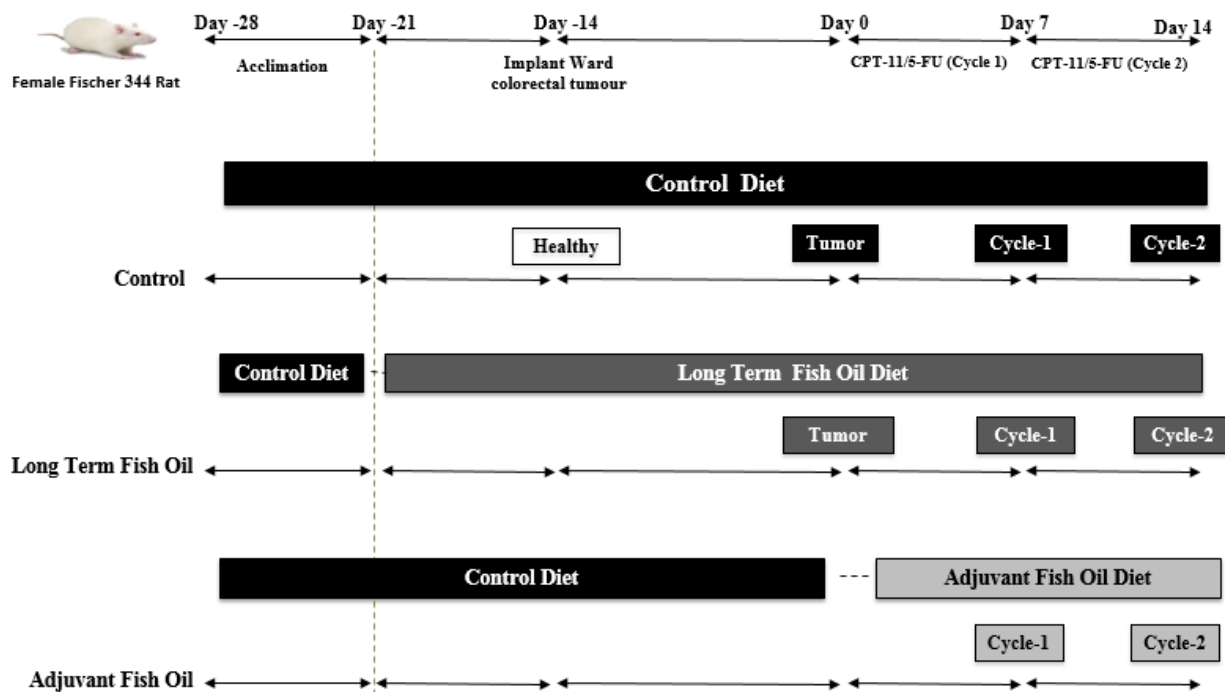 Day -28 Day -21 Day -14 Day 0 Day 7 Day 14
Female Fischer 344 Rat
Acclimation
Implant Ward
colorectal tumour
CPT-11/5-FU (Cycle 1)
CPT-11/5-FU (Cycle 2)
Control Diet
Healthy Tumor Cycle-1 Cycle-2
Control
Control Diet Long Term Fish Oil Diet
Tumor Cycle-1 Cycle-2
Long Term Fish Oil
Control Diet Adjuvant Fish Oil Diet
Cycle-1 Cycle-2
Adjuvant Fish Oil